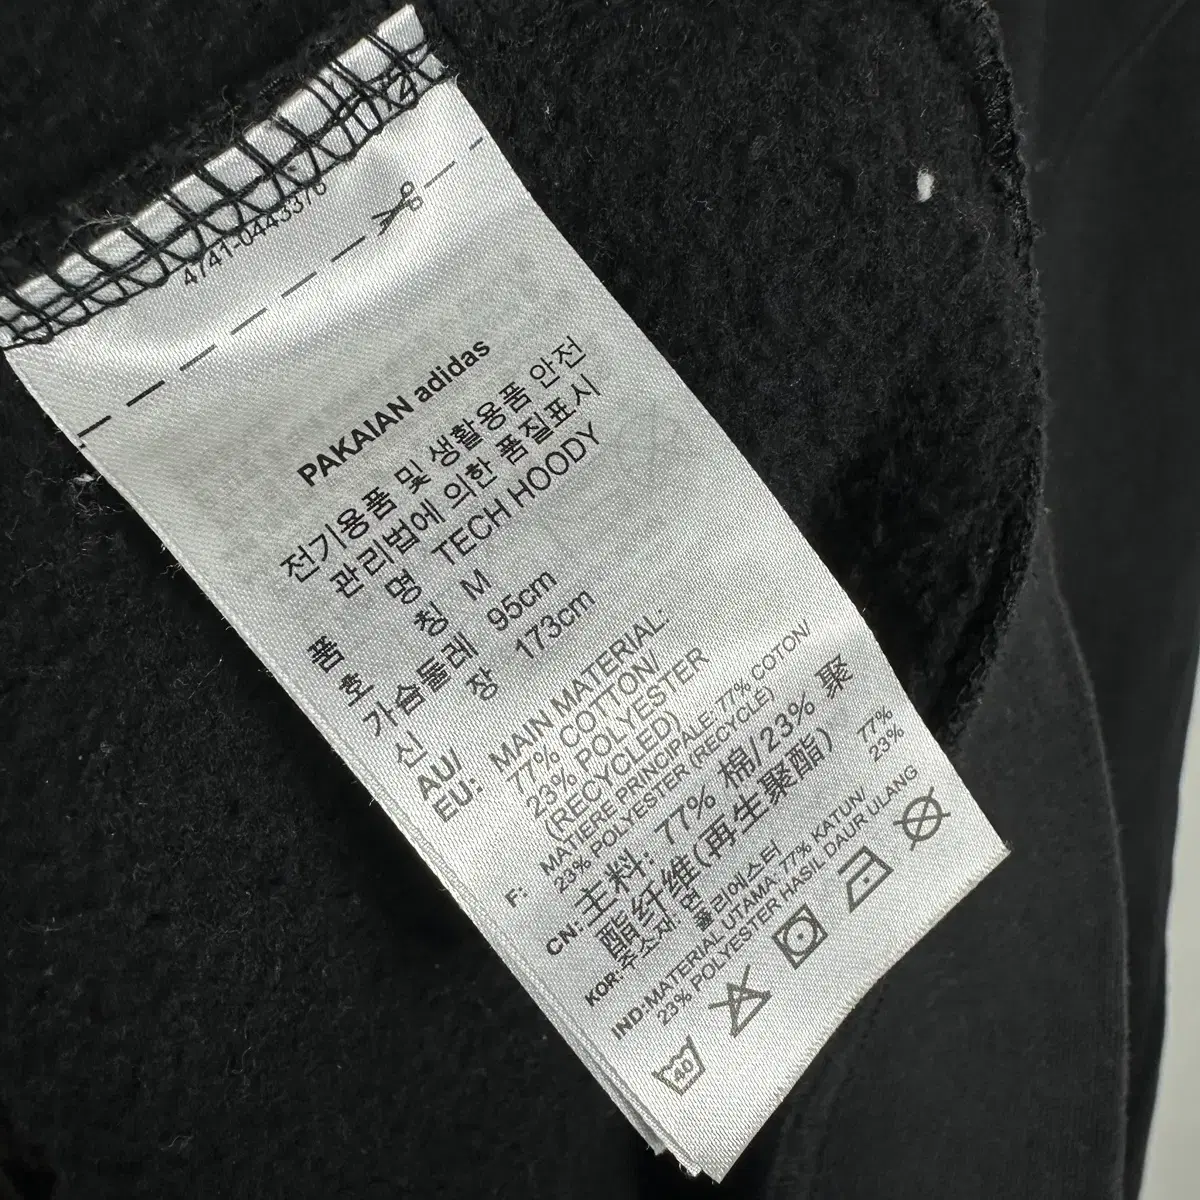 4741-0443376
PAKAIAN adidas
전기용품 및 생활용품 안전
관리법에 의한 품질표시
품 명 TECH HOODY
호 칭 M
가슴둘레 95cm
신 장 173cm
AU/
EU: MAIN MATERIAL:
77% COTTON/
23% POLYESTER
(RECYCLED)
F: MATIERE PRINCIPALE: 77% COTON/
23% POLYESTER (RECYCLÉ)
CN: 主料: 77% 棉/23% 聚
酯纤维(再生聚酯)
KOR: 주소재: 면 77%
폴리에스터 23%
IND: MATERIAL UTAMA: 77% KATUN/
23% POLYESTER HASIL DAUR ULANG
40